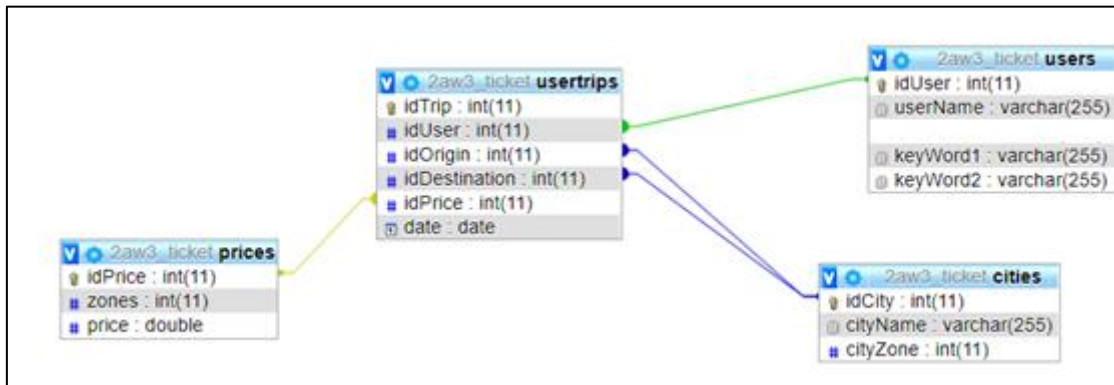 2aw3_ticket usertrips
idTrip : int(11)
idUser : int(11)
idOrigin : int(11)
idDestination : int(11)
idPrice : int(11)
date : date
2aw3_ticket users
idUser : int(11)
userName : varchar(255)
keyWord1 : varchar(255)
keyWord2 : varchar(255)
2aw3_ticket prices
idPrice : int(11)
zones : int(11)
price : double
2aw3_ticket cities
idCity : int(11)
cityName : varchar(255)
cityZone : int(11)